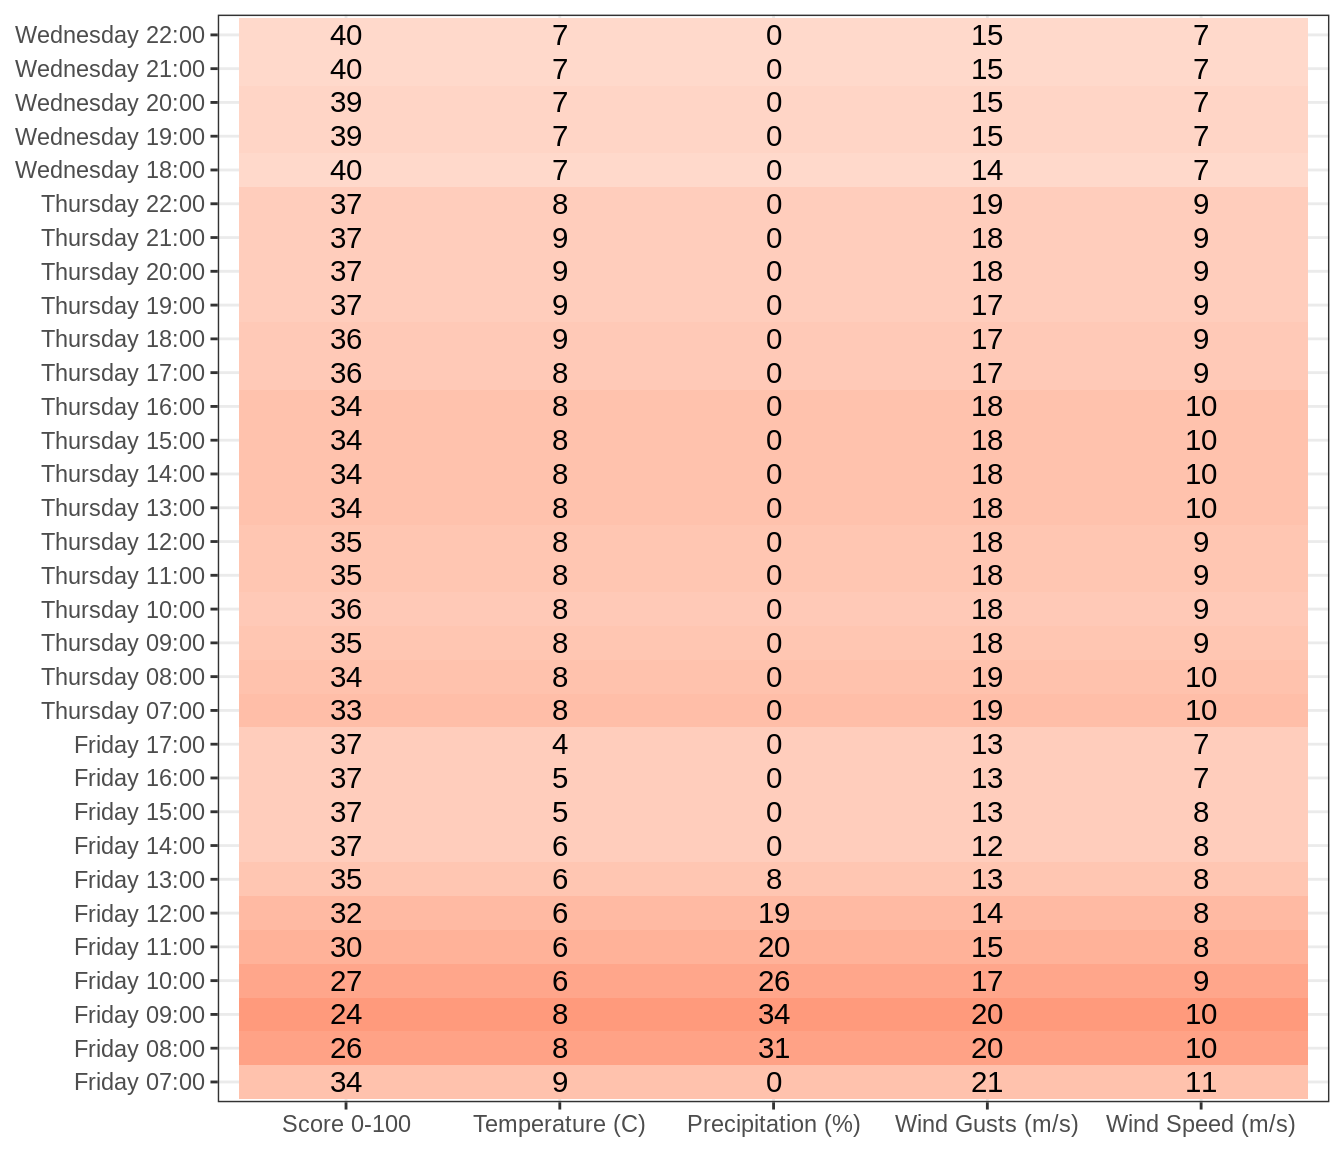 Wednesday 22:00 40 7 0 15 7
Wednesday 21:00 40 7 0 15 7
Wednesday 20:00 39 7 0 15 7
Wednesday 19:00 39 7 0 15 7
Wednesday 18:00 40 7 0 14 7
Thursday 22:00 37 8 0 19 9
Thursday 21:00 37 9 0 18 9
Thursday 20:00 37 9 0 18 9
Thursday 19:00 37 9 0 17 9
Thursday 18:00 36 9 0 17 9
Thursday 17:00 36 8 0 17 9
Thursday 16:00 34 8 0 18 10
Thursday 15:00 34 8 0 18 10
Thursday 14:00 34 8 0 18 10
Thursday 13:00 34 8 0 18 10
Thursday 12:00 35 8 0 18 9
Thursday 11:00 35 8 0 18 9
Thursday 10:00 36 8 0 18 9
Thursday 09:00 35 8 0 18 9
Thursday 08:00 34 8 0 19 10
Thursday 07:00 33 8 0 19 10
Friday 17:00 37 4 0 13 7
Friday 16:00 37 5 0 13 7
Friday 15:00 37 5 0 13 8
Friday 14:00 37 6 0 12 8
Friday 13:00 35 6 8 13 8
Friday 12:00 32 6 19 14 8
Friday 11:00 30 6 20 15 8
Friday 10:00 27 6 26 17 9
Friday 09:00 24 8 34 20 10
Friday 08:00 26 8 31 20 10
Friday 07:00 34 9 0 21 11
Score 0-100 Temperature (C) Precipitation (%) Wind Gusts (m/s) Wind Speed (m/s)